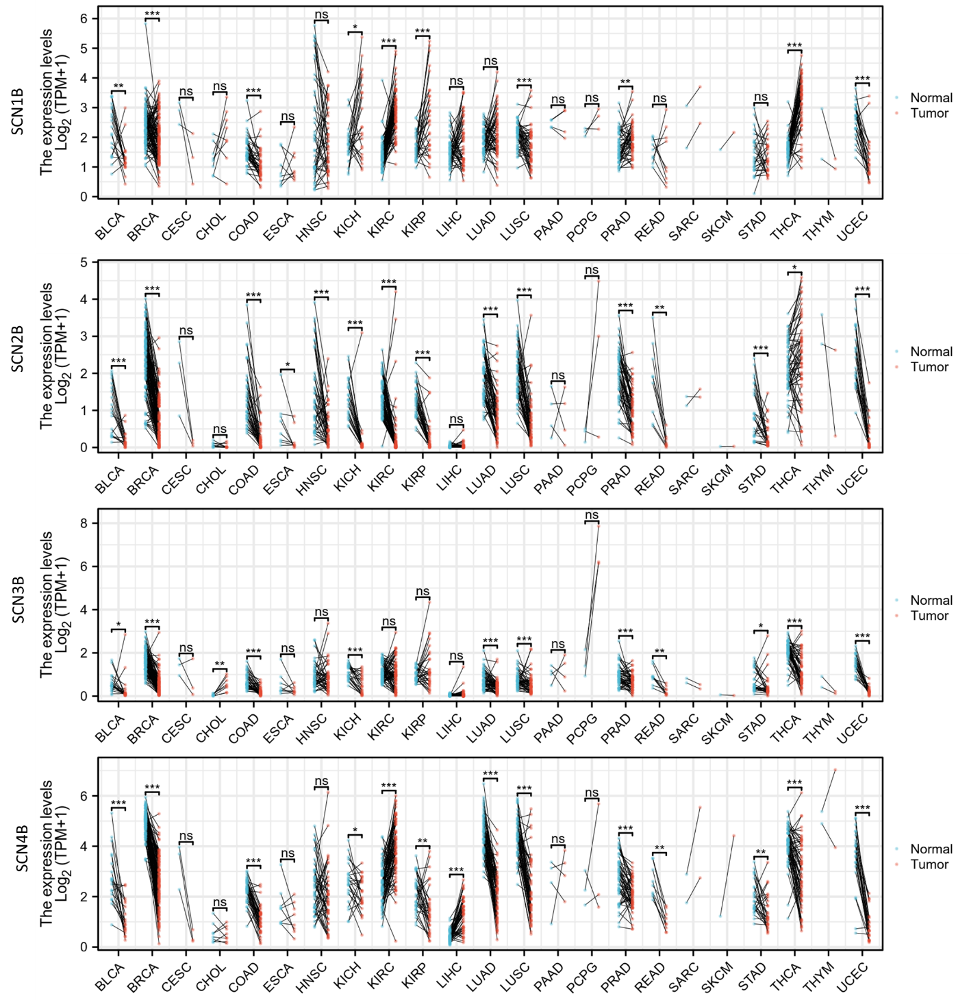 SCN1B
The expression levels
Log2 (TPM+1)
6
5
4
3
2
1
0
** *** ns ns *** ns ns * *** *** ns ns *** ns ns ** ns ns *** ***
BLCA BRCA CESC CHOL COAD ESCA HNSC KICH KIRC KIRP LIHC LUAD LUSC PAAD PCPG PRAD READ SARC SKCM STAD THCA THYM UCEC
Normal
Tumor
SCN2B
The expression levels
Log2 (TPM+1)
5
4
3
2
1
0
*** *** ns ns *** * *** *** *** *** ns *** *** ns ns *** ** *** * ***
BLCA BRCA CESC CHOL COAD ESCA HNSC KICH KIRC KIRP LIHC LUAD LUSC PAAD PCPG PRAD READ SARC SKCM STAD THCA THYM UCEC
Normal
Tumor
SCN3B
The expression levels
Log2 (TPM+1)
8
6
4
2
0
* *** ns ** *** ns ns *** ns ns ns *** *** ns ns *** ** * *** ***
BLCA BRCA CESC CHOL COAD ESCA HNSC KICH KIRC KIRP LIHC LUAD LUSC PAAD PCPG PRAD READ SARC SKCM STAD THCA THYM UCEC
Normal
Tumor
SCN4B
The expression levels
Log2 (TPM+1)
6
4
2
0
*** *** ns ns *** ns ns * *** ** *** *** *** ns ns *** ** ** *** ***
BLCA BRCA CESC CHOL COAD ESCA HNSC KICH KIRC KIRP LIHC LUAD LUSC PAAD PCPG PRAD READ SARC SKCM STAD THCA THYM UCEC
Normal
Tumor